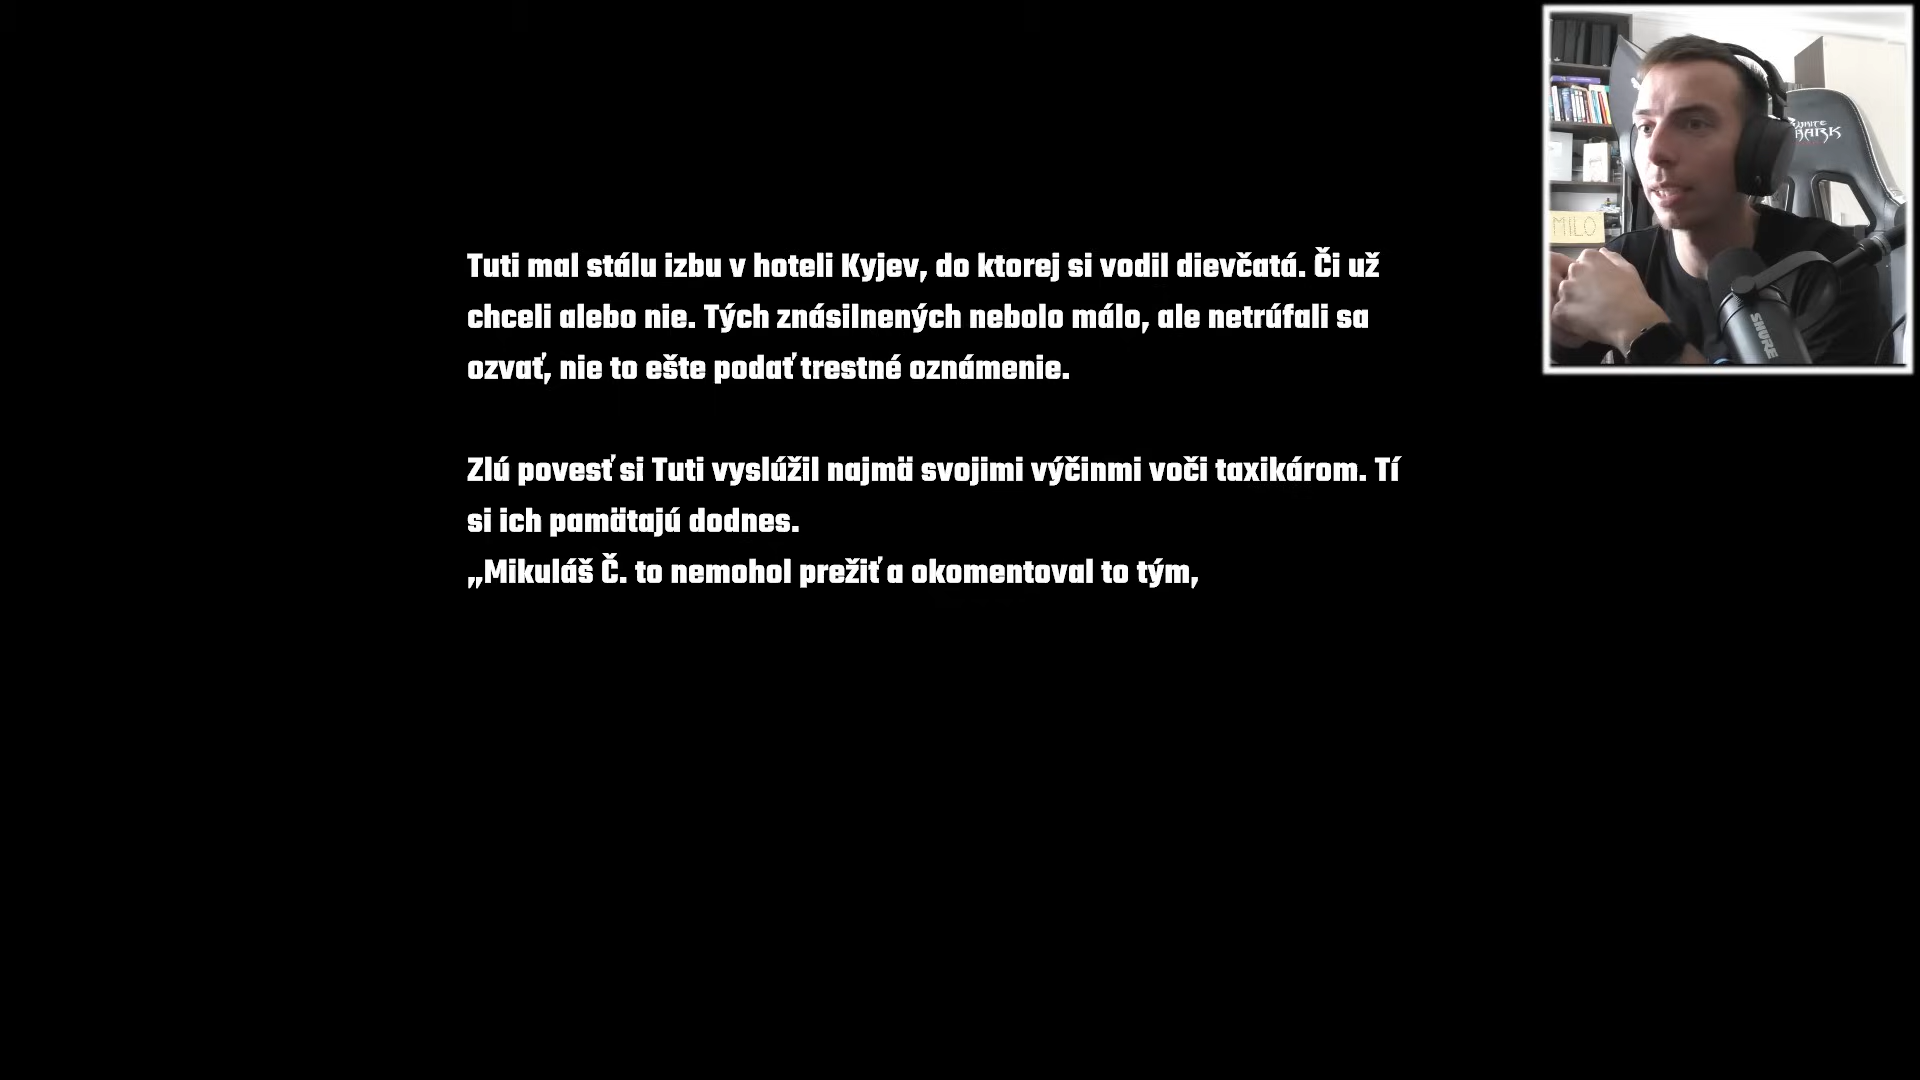 Tuti mal stálu izbu v hoteli Kyjev, do ktorej si vodil dievčatá. Či už
chceli alebo nie. Tých znásilnených nebolo málo, ale netrúfali sa
ozvať, nie to ešte podať trestné oznámenie.
Zlú povesť si Tuti vyslúžil najmä svojimi výčinmi voči taxikárom. Tí
si ich pamätajú dodnes.
„Mikuláš Č. to nemohol prežiť a okomentoval to tým,
MILO
SHURE